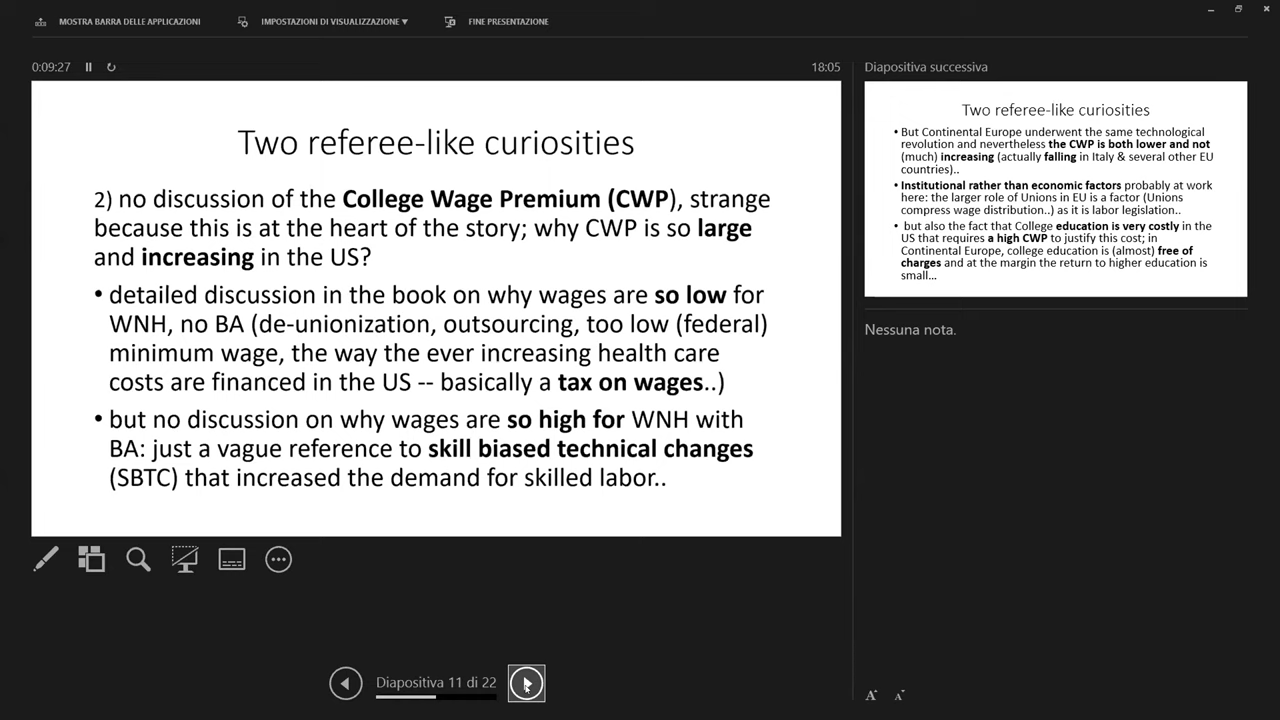 MOSTRA BARRA DELLE APPLICAZIONI
IMPOSTAZIONI DI VISUALIZZAZIONE ▼
FINE PRESENTAZIONE
0:09:27
18:05
Two referee-like curiosities
2) no discussion of the College Wage Premium (CWP), strange
because this is at the heart of the story; why CWP is so large
and increasing in the US?
• detailed discussion in the book on why wages are so low for
WNH, no BA (de-unionization, outsourcing, too low (federal)
minimum wage, the way the ever increasing health care
costs are financed in the US -- basically a tax on wages..)
• but no discussion on why wages are so high for WNH with
BA: just a vague reference to skill biased technical changes
(SBTC) that increased the demand for skilled labor..
Diapositiva 11 di 22
Diapositiva successiva
Two referee-like curiosities
• But Continental Europe underwent the same technological
revolution and nevertheless the CWP is both lower and not
(much) increasing (actually falling in Italy & several other EU
countries)..
• Institutional rather than economic factors probably at work
here: the larger role of Unions in EU is a factor (Unions
compress wage distribution..) as it is labor legislation..
• but also the fact that College education is very costly in the
US that requires a high CWP to justify this cost; in
Continental Europe, college education is (almost) free of
charges and at the margin the return to higher education is
small...
Nessuna nota.
A A